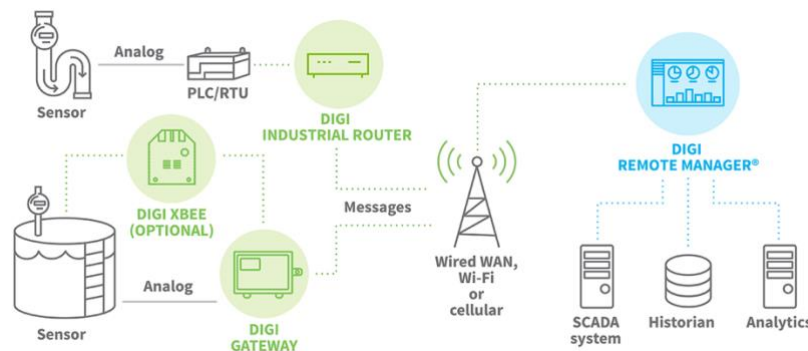 Analog
Sensor
PLC/RTU
DIGI
INDUSTRIAL ROUTER
DIGI
REMOTE MANAGER®
DIGI XBEE
(OPTIONAL)
Messages
Wired WAN,
Wi-Fi
or
cellular
Analog
Sensor
DIGI
GATEWAY
SCADA
system
Historian
Analytics